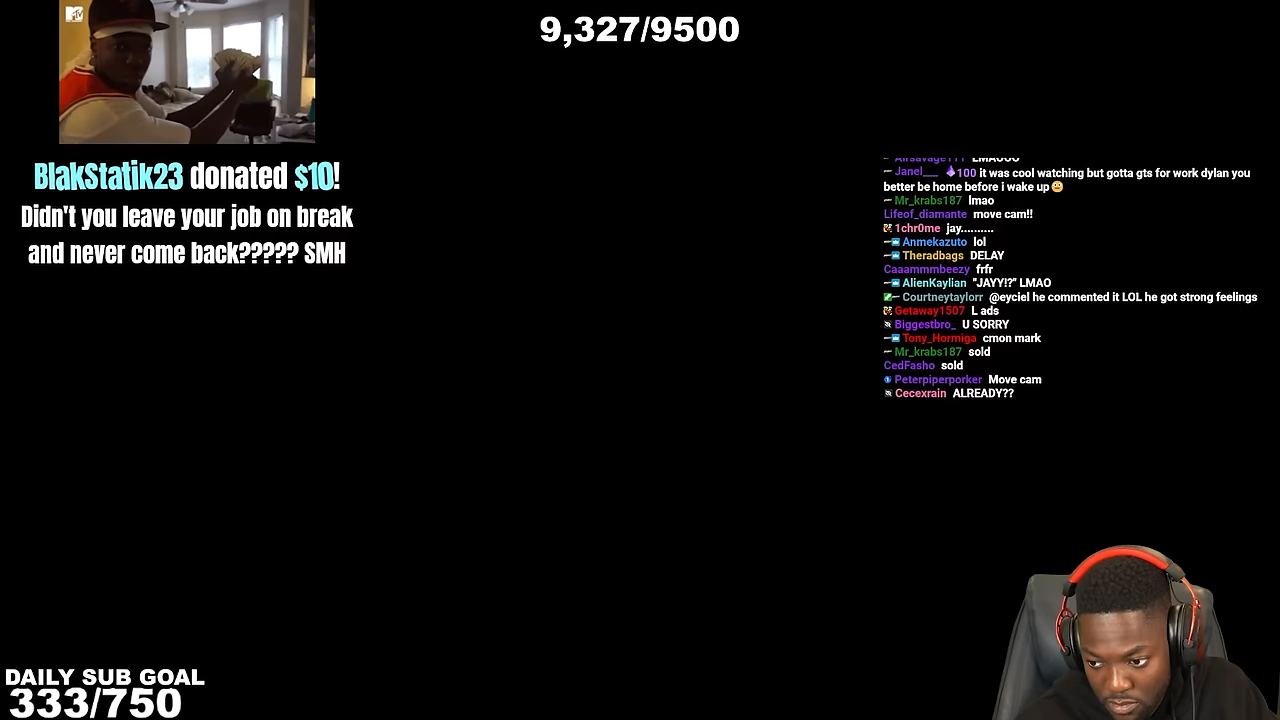 MTV
9,327/9500
BlakStatik23 donated $10!
Didn't you leave your job on break
and never come back????? SMH
Airsavage111 LMAOOO
Janel__ 100 it was cool watching but gotta gts for work dylan you
better be home before i wake up
Mr_krabs187 lmao
Lifeof_diamante move cam!!
1chr0me jay..........
Anmekazuto lol
Theradbags DELAY
Caaammmbeezy frfr
AlienKaylian "JAYY!?" LMAO
Courtneytaylorr @eyciel he commented it LOL he got strong feelings
Getaway1507 L ads
Biggestbro_ U SORRY
Tony_Hormiga cmon mark
Mr_krabs187 sold
CedFasho sold
Peterpiperporker Move cam
Cecexrain ALREADY??
DAILY SUB GOAL
333/750